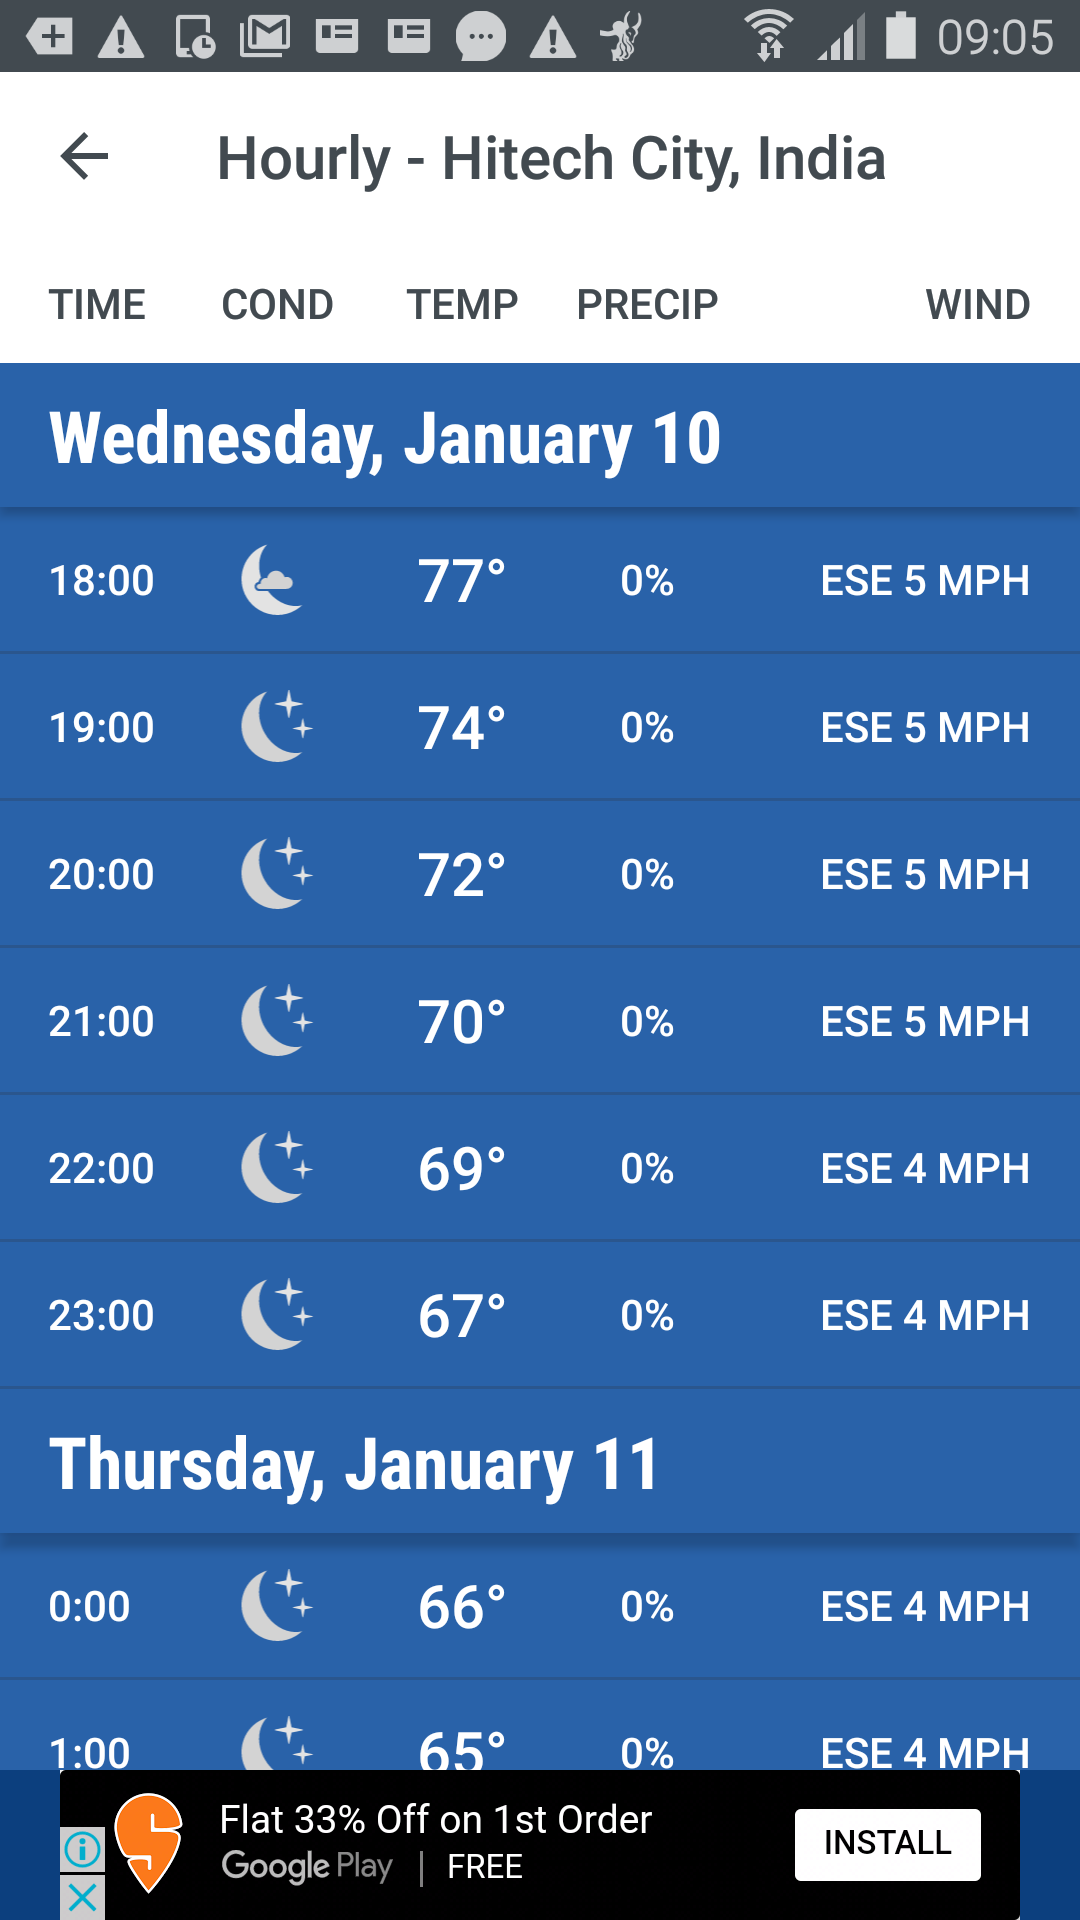 09:05
Hourly - Hitech City, India
TIME COND TEMP PRECIP WIND
Wednesday, January 10
18:00 77° 0% ESE 5 MPH
19:00 74° 0% ESE 5 MPH
20:00 72° 0% ESE 5 MPH
21:00 70° 0% ESE 5 MPH
22:00 69° 0% ESE 4 MPH
23:00 67° 0% ESE 4 MPH
Thursday, January 11
0:00 66° 0% ESE 4 MPH
1:00 65° 0% ESE 4 MPH
Flat 33% Off on 1st Order
Google Play | FREE
INSTALL